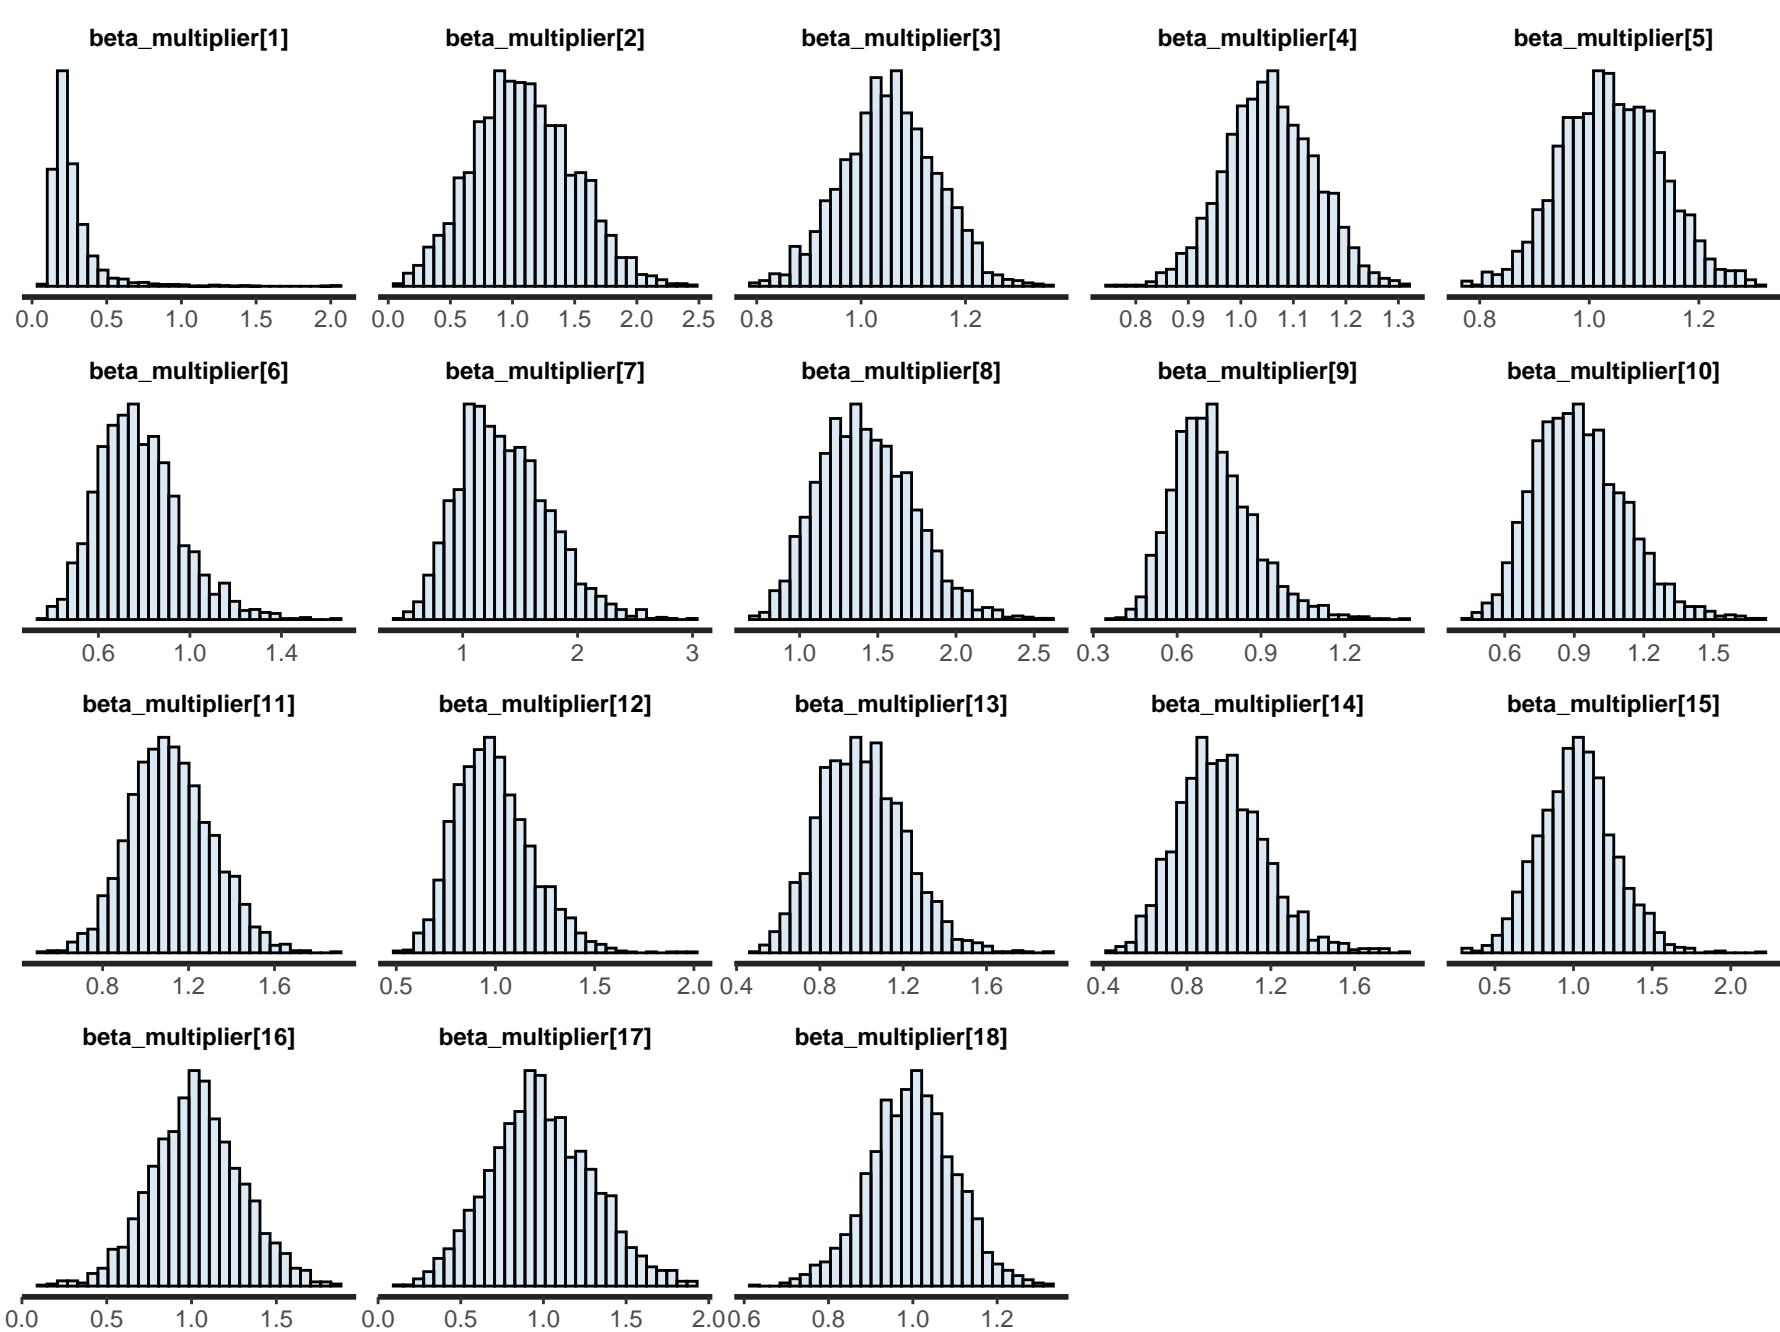 beta_multiplier[1] beta_multiplier[2] beta_multiplier[3] beta_multiplier[4] beta_multiplier[5]
0.0 0.5 1.0 1.5 2.0 0.0 0.5 1.0 1.5 2.0 2.5 0.8 1.0 1.2 0.8 0.9 1.0 1.1 1.2 1.3 0.8 1.0 1.2
beta_multiplier[6] beta_multiplier[7] beta_multiplier[8] beta_multiplier[9] beta_multiplier[10]
0.6 1.0 1.4 1 2 3 1.0 1.5 2.0 2.5 0.3 0.6 0.9 1.2 0.6 0.9 1.2 1.5
beta_multiplier[11] beta_multiplier[12] beta_multiplier[13] beta_multiplier[14] beta_multiplier[15]
0.8 1.2 1.6 0.5 1.0 1.5 2.0 0.4 0.8 1.2 1.6 0.4 0.8 1.2 1.6 0.5 1.0 1.5 2.0
beta_multiplier[16] beta_multiplier[17] beta_multiplier[18]
0.0 0.5 1.0 1.5 0.0 0.5 1.0 1.5 2.0 0.6 0.8 1.0 1.2